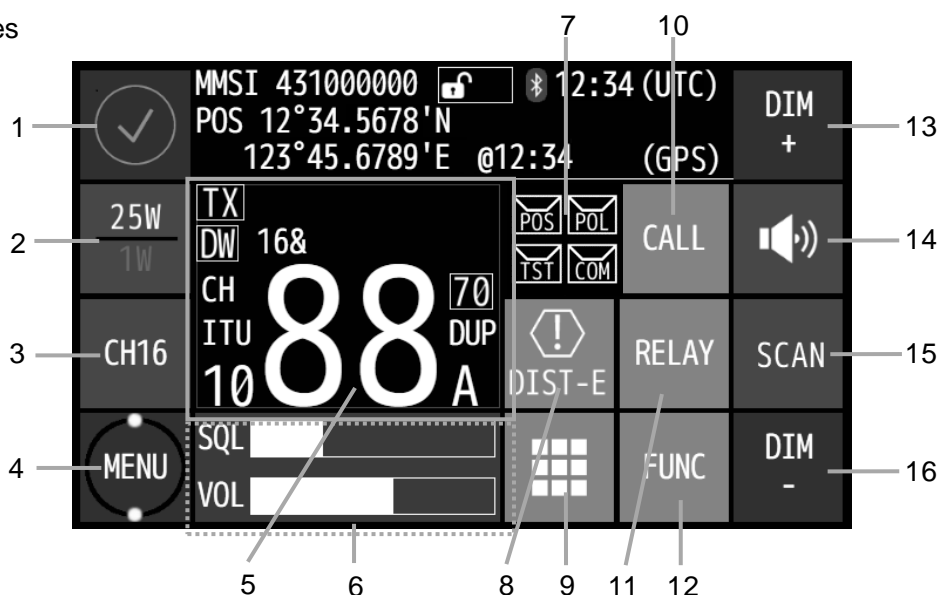 es
7 10
MMSI 431000000 12:34 (UTC)
POS 12°34.5678'N
123°45.6789'E @12:34 (GPS)
DIM
+
1
13
25W
1W
2
TX
DW 16&
POS POL
TST COM
CALL
14
CH
ITU
10
88
70
DUP
A
CH16
3
DIST-E
RELAY
SCAN
15
MENU
4
SQL
VOL
FUNC
DIM
-
16
5 6 8 9 11 12